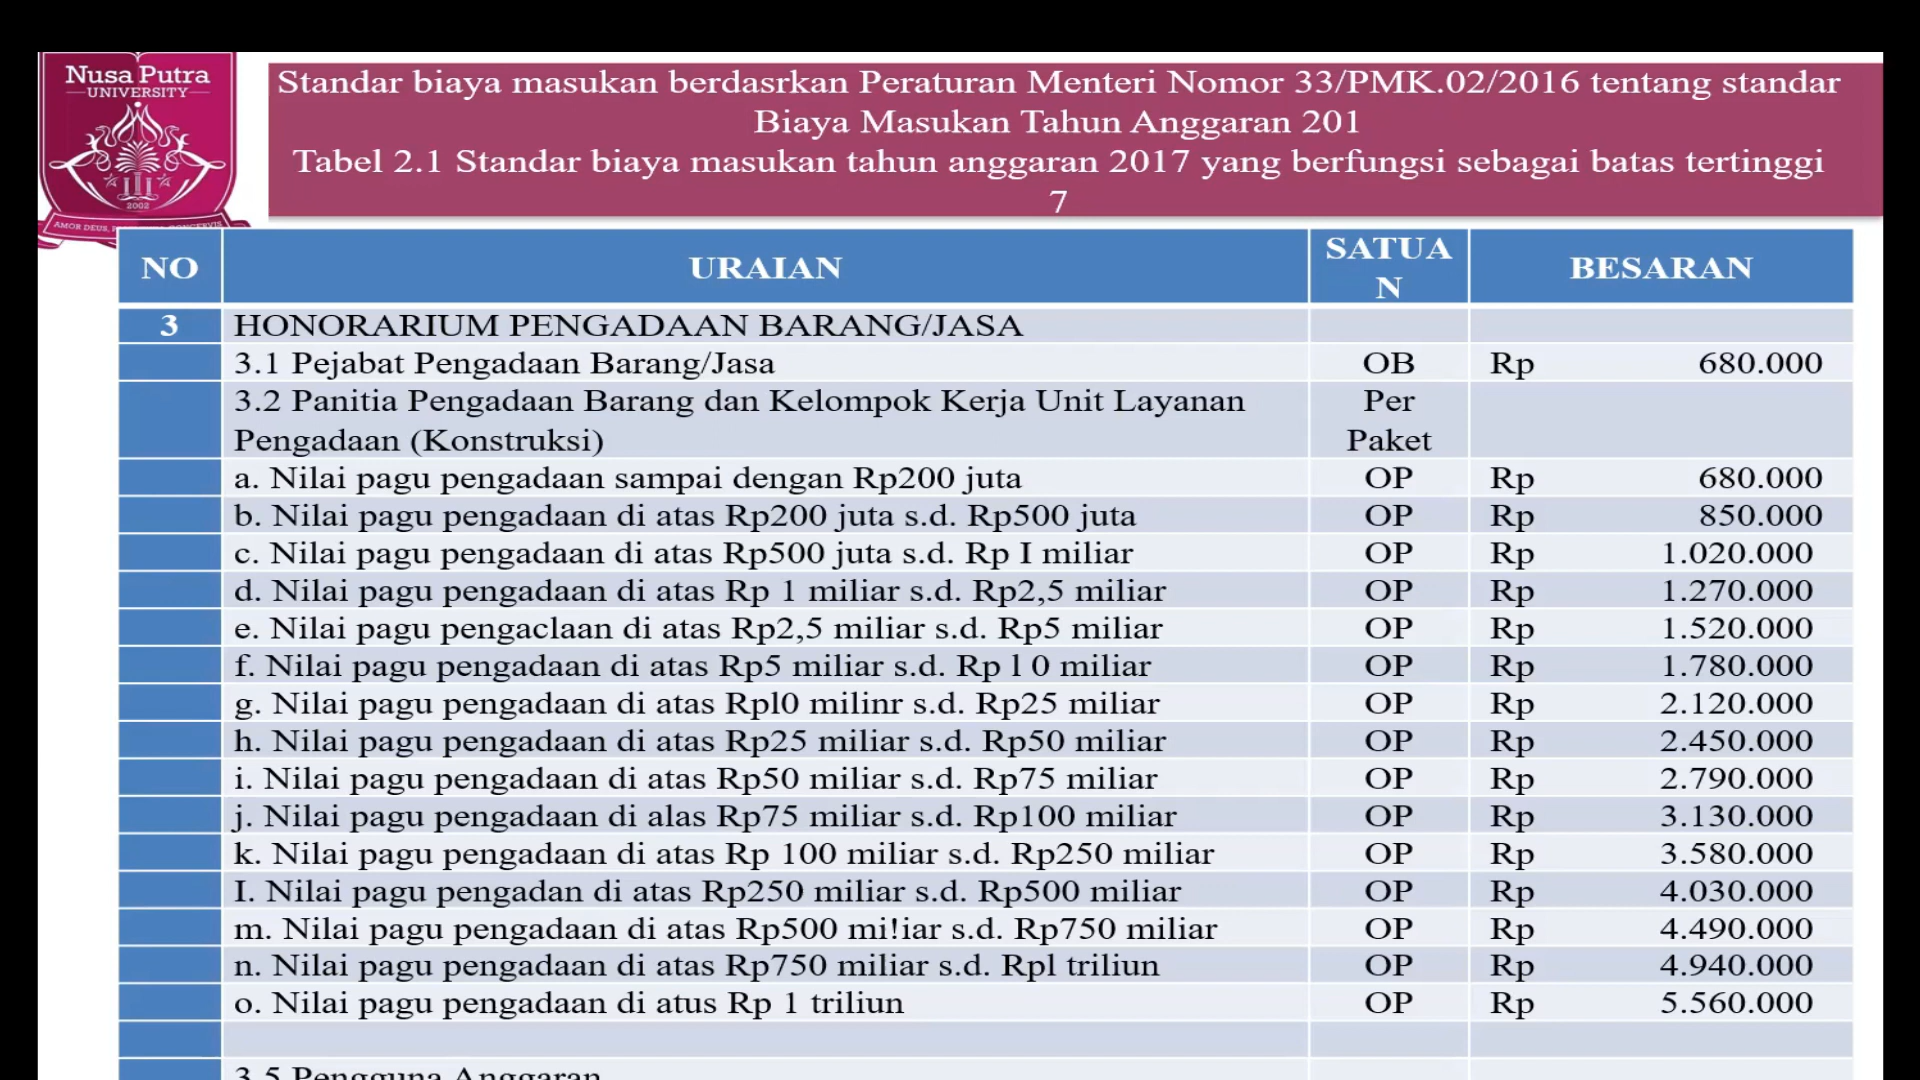 Nusa Putra
UNIVERSITY
2002
AMOR DEUS,
Standar biaya masukan berdasrkan Peraturan Menteri Nomor 33/PMK.02/2016 tentang standar
Biaya Masukan Tahun Anggaran 201
Tabel 2.1 Standar biaya masukan tahun anggaran 2017 yang berfungsi sebagai batas tertinggi
7
NO URAIAN SATUA
N BESARAN
3 HONORARIUM PENGADAAN BARANG/JASA
3.1 Pejabat Pengadaan Barang/Jasa OB Rp 680.000
3.2 Panitia Pengadaan Barang dan Kelompok Kerja Unit Layanan Per
Pengadaan (Konstruksi) Paket
a. Nilai pagu pengadaan sampai dengan Rp200 juta OP Rp 680.000
b. Nilai pagu pengadaan di atas Rp200 juta s.d. Rp500 juta OP Rp 850.000
c. Nilai pagu pengadaan di atas Rp500 juta s.d. Rp I miliar OP Rp 1.020.000
d. Nilai pagu pengadaan di atas Rp 1 miliar s.d. Rp2,5 miliar OP Rp 1.270.000
e. Nilai pagu pengaclaan di atas Rp2,5 miliar s.d. Rp5 miliar OP Rp 1.520.000
f. Nilai pagu pengadaan di atas Rp5 miliar s.d. Rp l 0 miliar OP Rp 1.780.000
g. Nilai pagu pengadaan di atas Rpl0 milinr s.d. Rp25 miliar OP Rp 2.120.000
h. Nilai pagu pengadaan di atas Rp25 miliar s.d. Rp50 miliar OP Rp 2.450.000
i. Nilai pagu pengadaan di atas Rp50 miliar s.d. Rp75 miliar OP Rp 2.790.000
j. Nilai pagu pengadaan di alas Rp75 miliar s.d. Rp100 miliar OP Rp 3.130.000
k. Nilai pagu pengadaan di atas Rp 100 miliar s.d. Rp250 miliar OP Rp 3.580.000
I. Nilai pagu pengadan di atas Rp250 miliar s.d. Rp500 miliar OP Rp 4.030.000
m. Nilai pagu pengadaan di atas Rp500 mi!iar s.d. Rp750 miliar OP Rp 4.490.000
n. Nilai pagu pengadaan di atas Rp750 miliar s.d. Rpl triliun OP Rp 4.940.000
o. Nilai pagu pengadaan di atus Rp 1 triliun OP Rp 5.560.000
3.5 Pengguna Anggaran